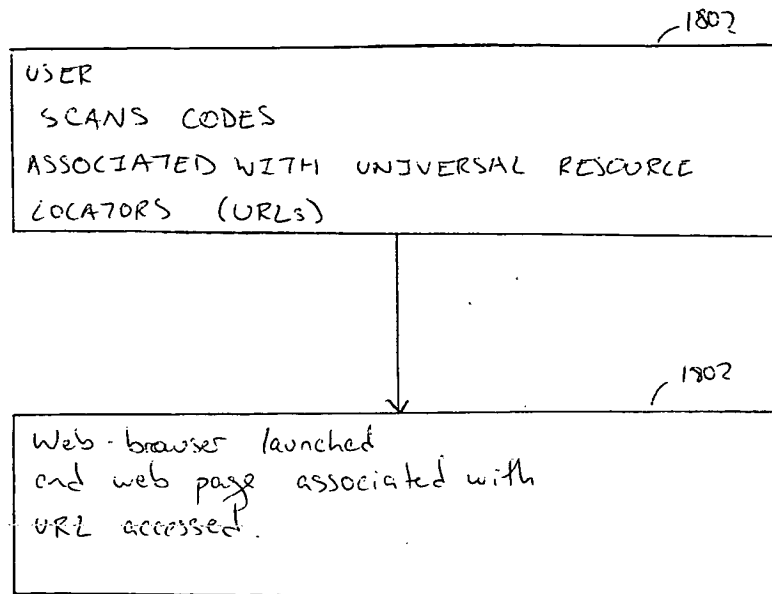 1802
USER
SCANS CODES
ASSOCIATED WITH UNIVERSAL RESOURCE
LOCATORS (URLs)
1802
Web-browser launched
and web page associated with
URL accessed.